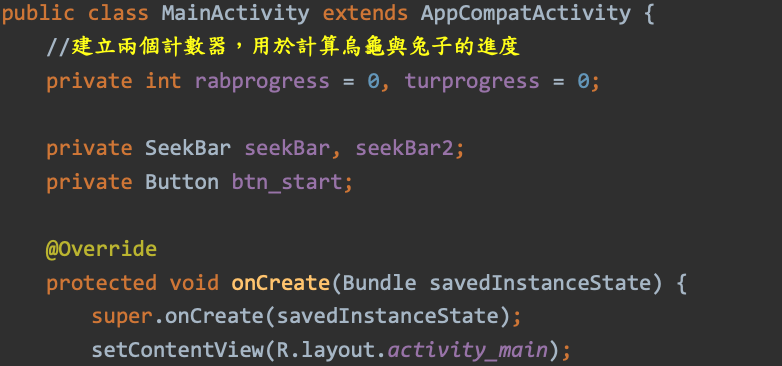 public class MainActivity extends AppCompatActivity {
//建立兩個計數器，用於計算烏龜與兔子的進度
private int rabprogress = 0, turprogress = 0;
private SeekBar seekBar, seekBar2;
private Button btn_start;
@Override
protected void onCreate(Bundle savedInstanceState) {
super.onCreate(savedInstanceState);
setContentView(R.layout.activity_main);